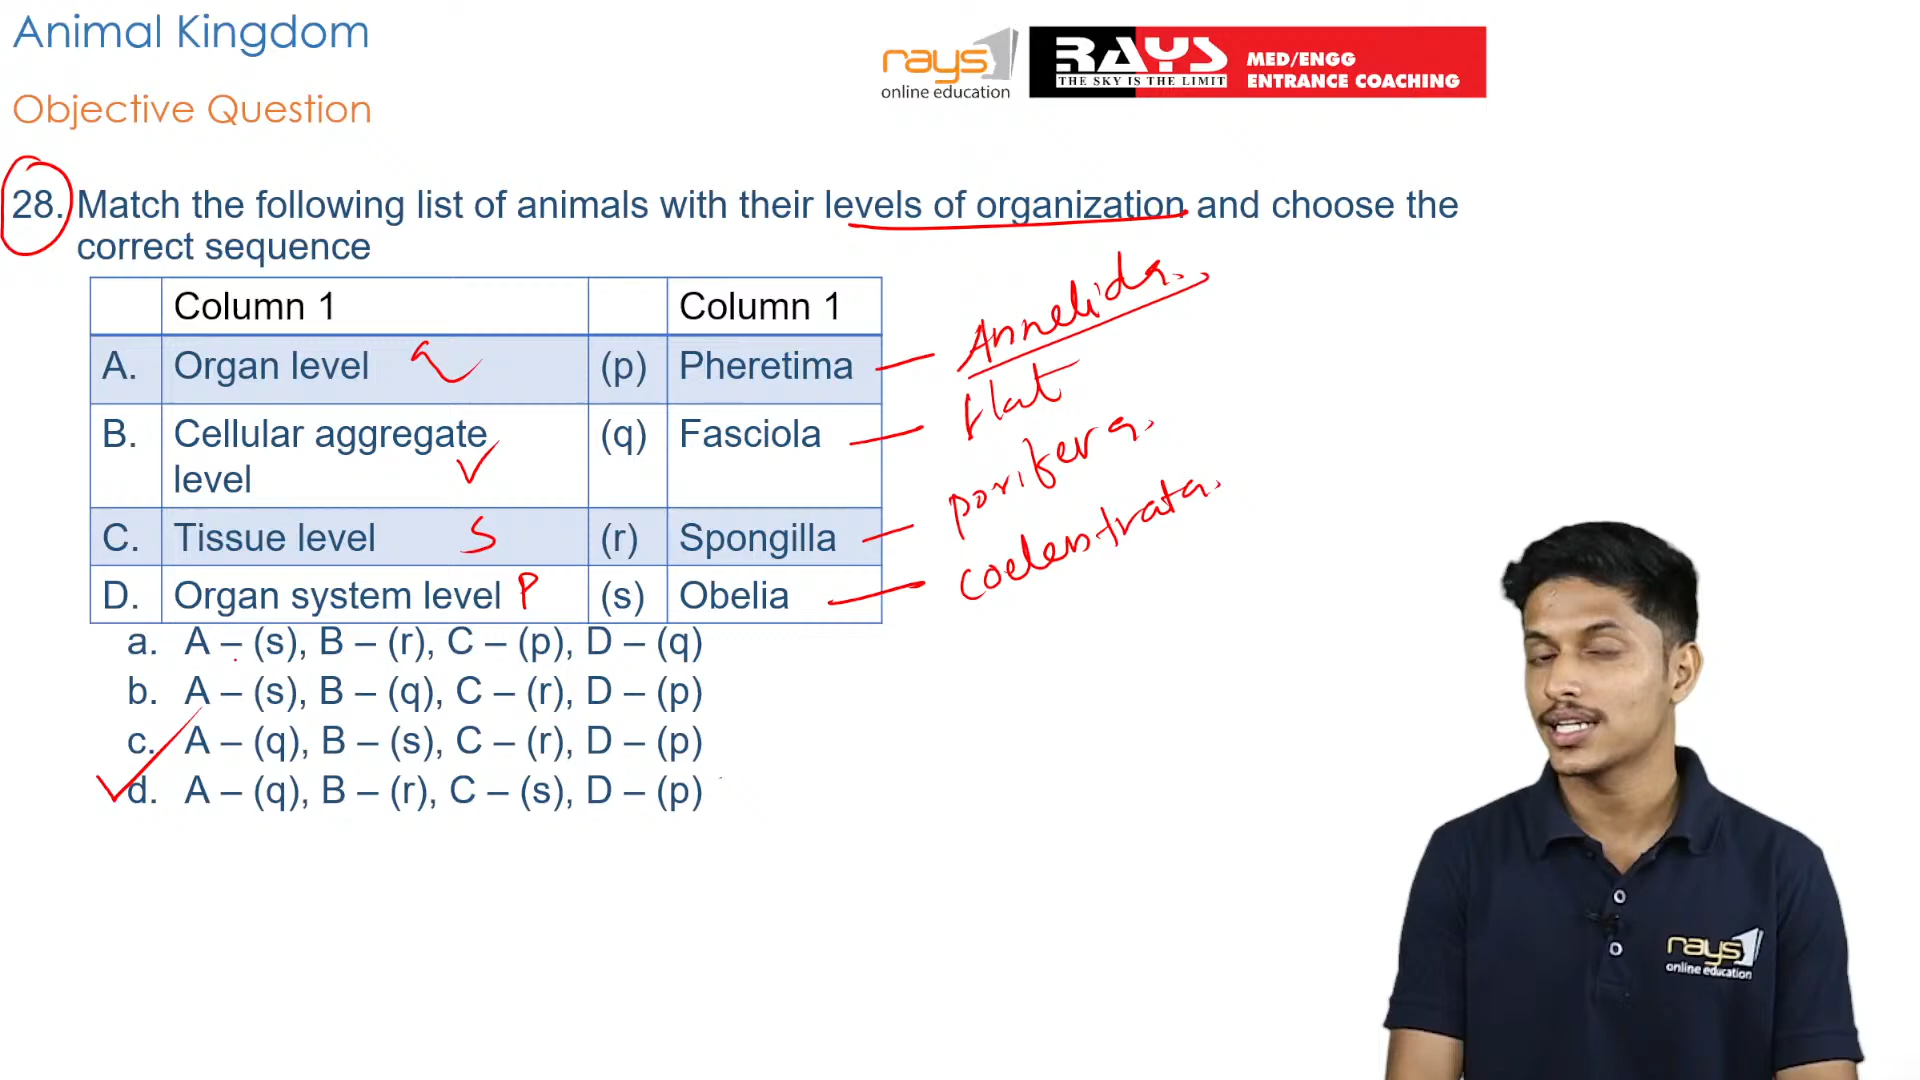 Animal Kingdom
rays
online education
RAYS
THE SKY IS THE LIMIT
MED/ENGG
ENTRANCE COACHING
Objective Question
28. Match the following list of animals with their levels of organization and choose the
correct sequence
Column 1 Column 1
A. Organ level q (p) Pheretima Annelida.
B. Cellular aggregate level (q) Fasciola flat
C. Tissue level S (r) Spongilla porifera.
D. Organ system level P (s) Obelia coelentrata.
a. A – (s), B – (r), C – (p), D – (q)
b. A – (s), B – (q), C – (r), D – (p)
c. A – (q), B – (s), C – (r), D – (p)
d. A – (q), B – (r), C – (s), D – (p)
rays
online education